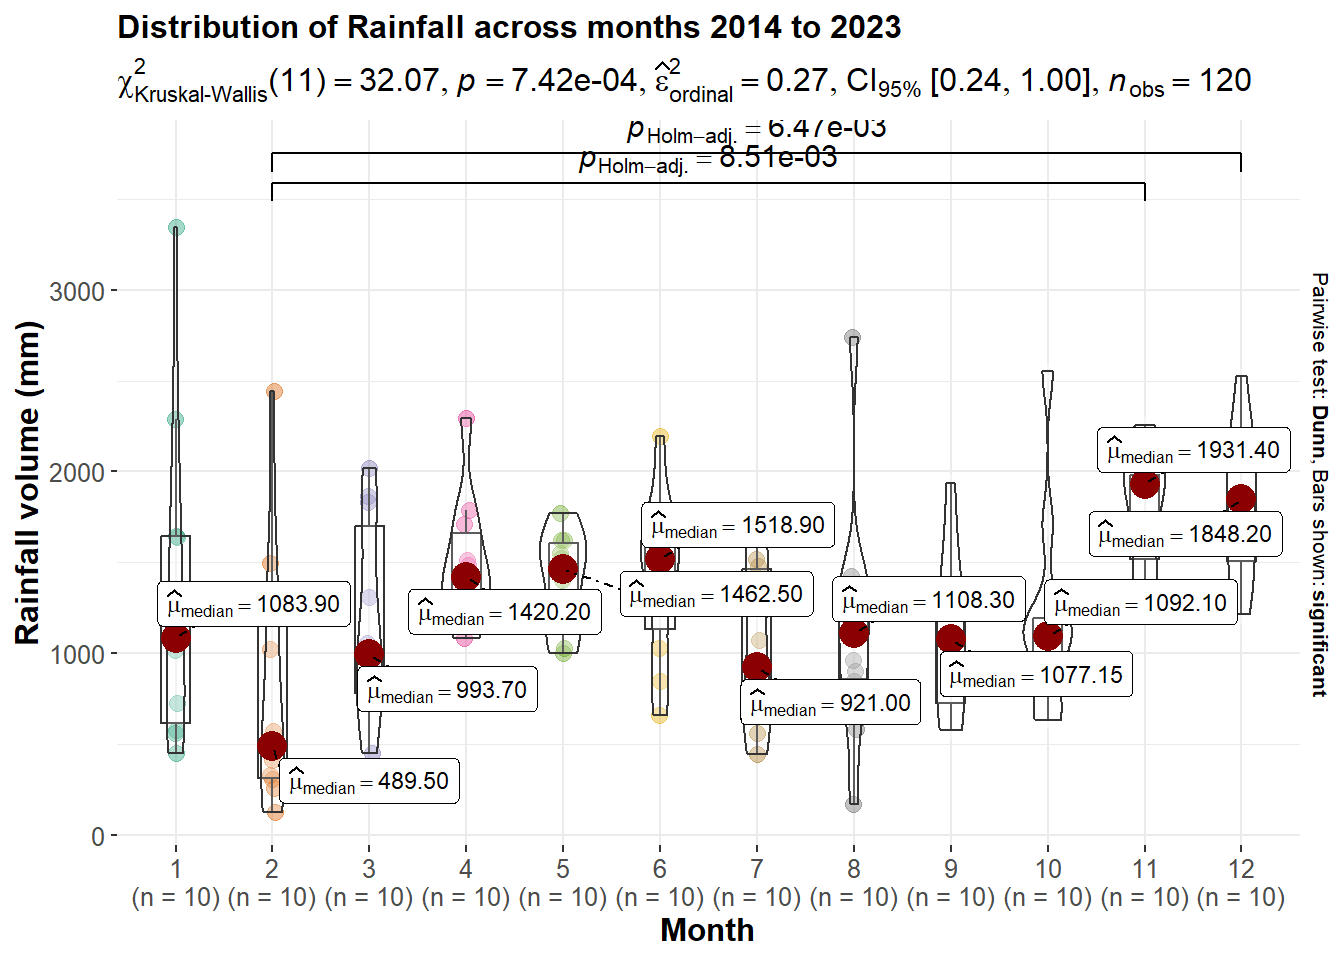 Distribution of Rainfall across months 2014 to 2023
χ²Kruskal-Wallis(11) = 32.07, p = 7.42e-04, ε̂²ordinal = 0.27, CI95% [0.24, 1.00], nobs = 120
pHolm−adj. = 6.47e-03
pHolm−adj. = 8.51e-03
Rainfall volume (mm)
3000
2000
1000
0
μ̂median = 1083.90
μ̂median = 489.50
μ̂median = 993.70
μ̂median = 1420.20
μ̂median = 1462.50
μ̂median = 1518.90
μ̂median = 921.00
μ̂median = 1108.30
μ̂median = 1077.15
μ̂median = 1092.10
μ̂median = 1931.40
μ̂median = 1848.20
Pairwise test: Dunn, Bars shown: significant
1 2 3 4 5 6 7 8 9 10 11 12
(n = 10) (n = 10) (n = 10) (n = 10) (n = 10) (n = 10) (n = 10) (n = 10) (n = 10) (n = 10) (n = 10) (n = 10)
Month